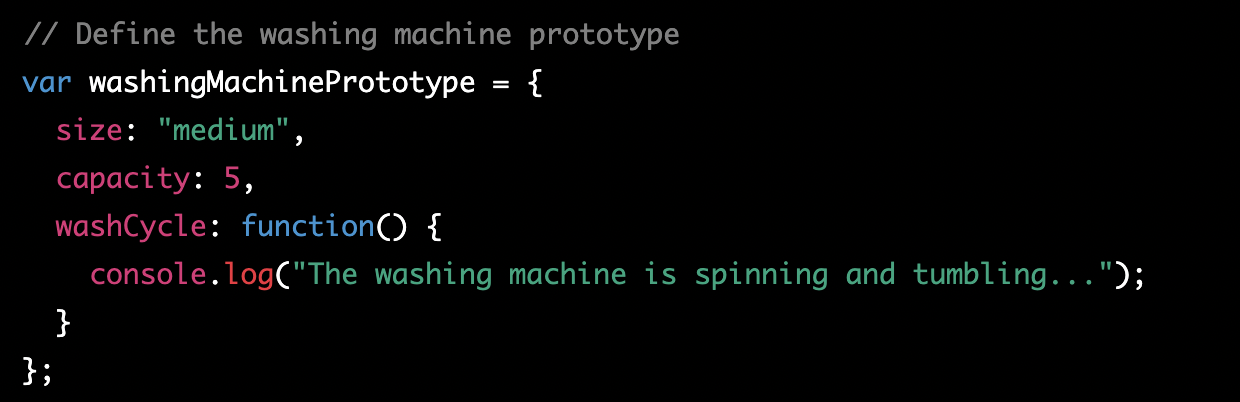 // Define the washing machine prototype
var washingMachinePrototype = {
  size: "medium",
  capacity: 5,
  washCycle: function() {
    console.log("The washing machine is spinning and tumbling...");
  }
};